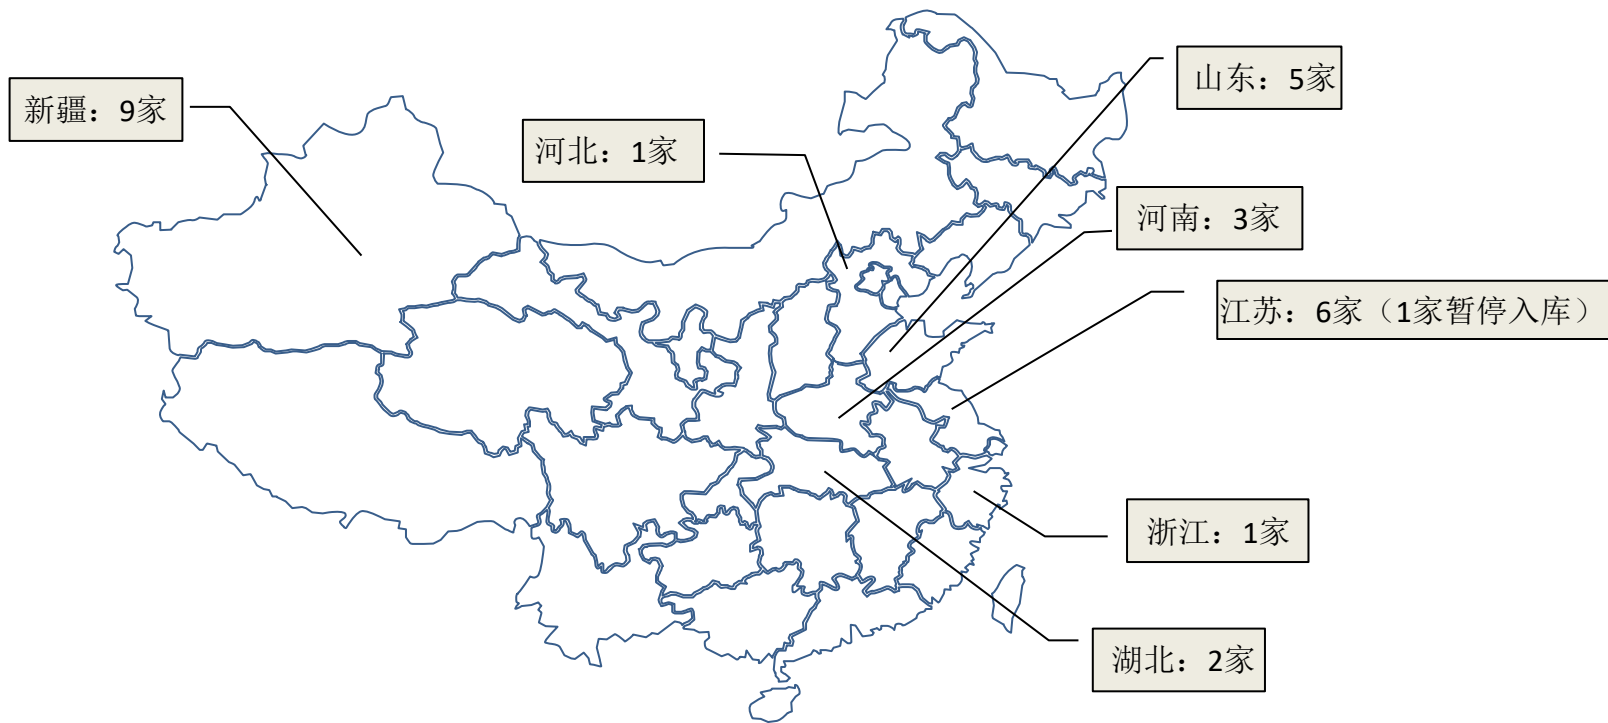 山东：5家
新疆：9家
河北：1家
河南：3家
江苏：6家（1家暂停入库）
浙江：1家
湖北：2家